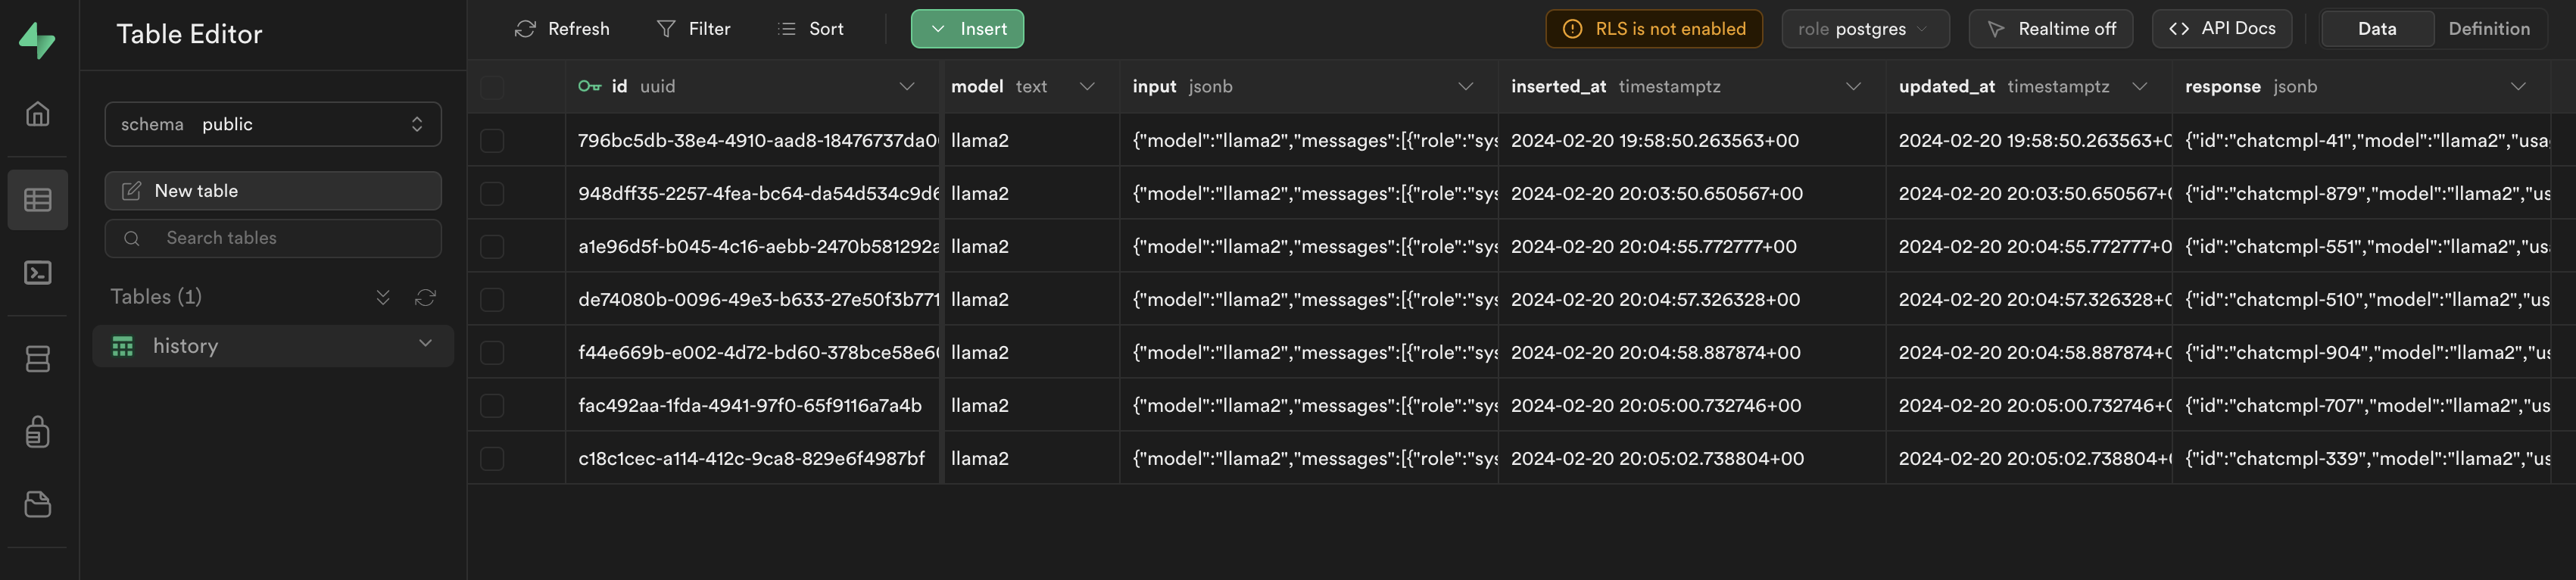 Table Editor
Refresh Filter Sort Insert RLS is not enabled role postgres Realtime off API Docs Data Definition
schema public
New table
Search tables
Tables (1)
history
id uuid model text input jsonb inserted_at timestamptz updated_at timestamptz response jsonb
796bc5db-38e4-4910-aad8-18476737da0 llama2 {"model":"llama2","messages":[{"role":"sys 2024-02-20 19:58:50.263563+00 2024-02-20 19:58:50.263563+0 {"id":"chatcmpl-41","model":"llama2","usa
948dff35-2257-4fea-bc64-da54d534c9d6 llama2 {"model":"llama2","messages":[{"role":"sys 2024-02-20 20:03:50.650567+00 2024-02-20 20:03:50.650567+0 {"id":"chatcmpl-879","model":"llama2","us
a1e96d5f-b045-4c16-aebb-2470b581292a llama2 {"model":"llama2","messages":[{"role":"sys 2024-02-20 20:04:55.772777+00 2024-02-20 20:04:55.772777+0 {"id":"chatcmpl-551","model":"llama2","us
de74080b-0096-49e3-b633-27e50f3b771 llama2 {"model":"llama2","messages":[{"role":"sys 2024-02-20 20:04:57.326328+00 2024-02-20 20:04:57.326328+0 {"id":"chatcmpl-510","model":"llama2","us
f44e669b-e002-4d72-bd60-378bce58e6 llama2 {"model":"llama2","messages":[{"role":"sys 2024-02-20 20:04:58.887874+00 2024-02-20 20:04:58.887874+0 {"id":"chatcmpl-904","model":"llama2","us
fac492aa-1fda-4941-97f0-65f9116a7a4b llama2 {"model":"llama2","messages":[{"role":"sys 2024-02-20 20:05:00.732746+00 2024-02-20 20:05:00.732746+0 {"id":"chatcmpl-707","model":"llama2","us
c18c1cec-a114-412c-9ca8-829e6f4987bf llama2 {"model":"llama2","messages":[{"role":"sys 2024-02-20 20:05:02.738804+00 2024-02-20 20:05:02.738804+ {"id":"chatcmpl-339","model":"llama2","us